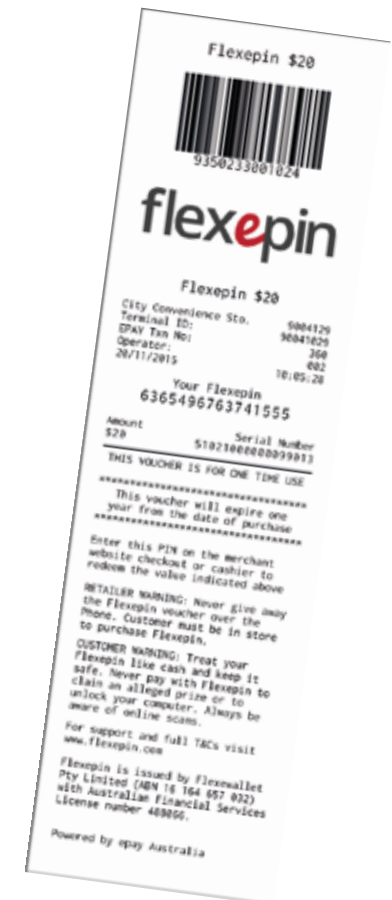 Flexepin $20
9350233001024
flexepin
Flexepin $20
City Convenience Sto. 9004129
Terminal ID: 90041029
EPAY Txn No: 360
Operator: 002
20/11/2015 10:05:28
Your Flexepin
6365496763741555
Amount Serial Number
$20
THIS VOUCHER IS FOR ONE TIME USE
********************************
This voucher will expire one
year from the date of purchase
********************************
Enter this PIN on the merchant
website checkout or cashier to
redeem the value indicated above
RETAILER WARNING: Never give away
the Flexepin voucher over the
Phone. Customer must be in store
to purchase Flexepin.
CUSTOMER WARNING: Treat your
Flexepin like cash and keep it
safe. Never pay with Flexepin to
claim an alleged prize or to
unlock your computer. Always be
aware of online scams.
For support and full T&Cs visit
www.flexepin.com
Flexepin is issued by Flexewallet
Pty Limited (ABN 16 164 657 032)
with Australian Financial Services
License number
Powered by epay Australia